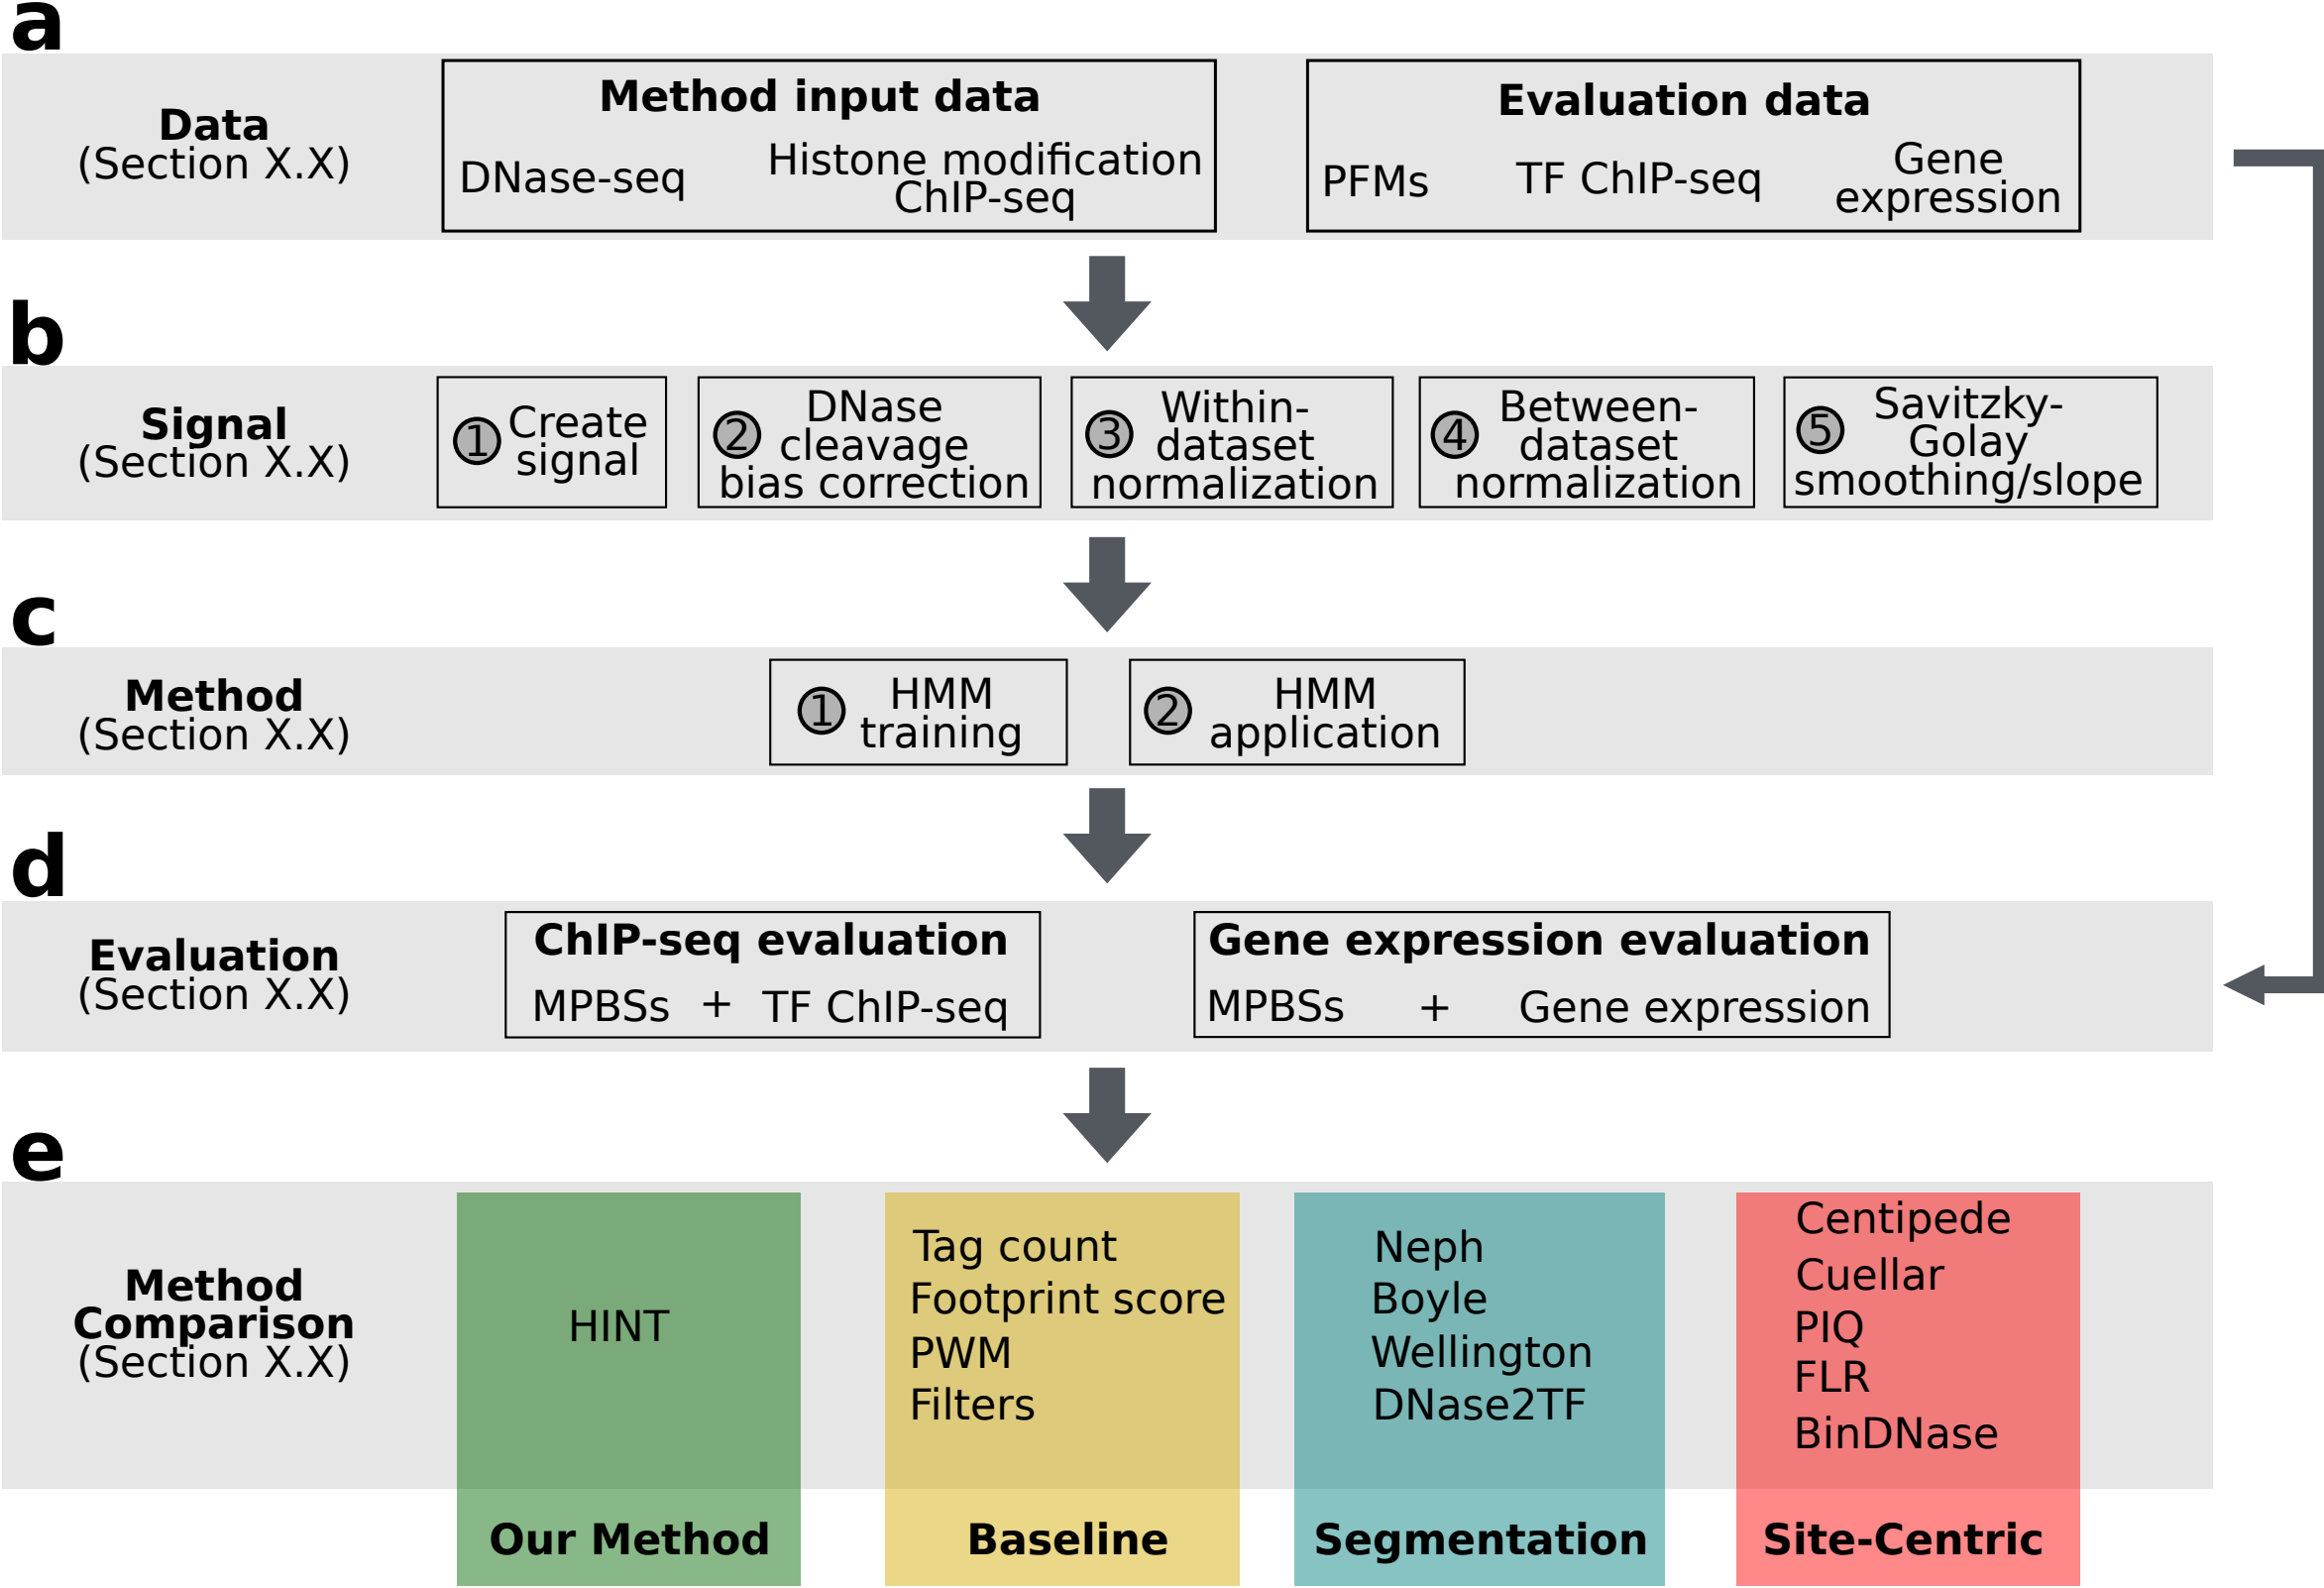 a
Data
(Section X.X)
Method input data
DNase-seq
Histone modification
ChIP-seq
Evaluation data
PFMs
TF ChIP-seq
Gene
expression
b
Signal
(Section X.X)
1
Create
signal
2
DNase
cleavage
bias correction
3
Within-
dataset
normalization
4
Between-
dataset
normalization
5
Savitzky-
Golay
smoothing/slope
c
Method
(Section X.X)
1
HMM
training
2
HMM
application
d
Evaluation
(Section X.X)
ChIP-seq evaluation
MPBSs + TF ChIP-seq
Gene expression evaluation
MPBSs + Gene expression
e
Method
Comparison
(Section X.X)
HINT
Our Method
Tag count
Footprint score
PWM
Filters
Baseline
Neph
Boyle
Wellington
DNase2TF
Segmentation
Centipede
Cuellar
PIQ
FLR
BinDNase
Site-Centric